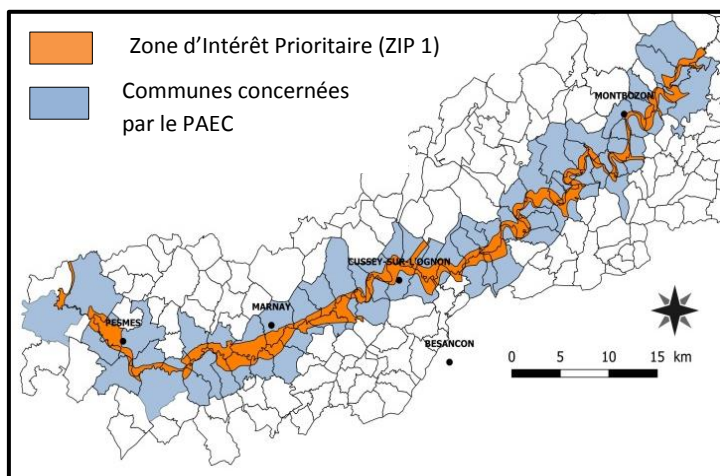 Zone d'Intérêt Prioritaire (ZIP 1)
Communes concernées
par le PAEC
MONTBOZON
CUSSEY-SUR-L'OGNON
MARNAY
PESMES
BESANCON
0 5 10 15 km